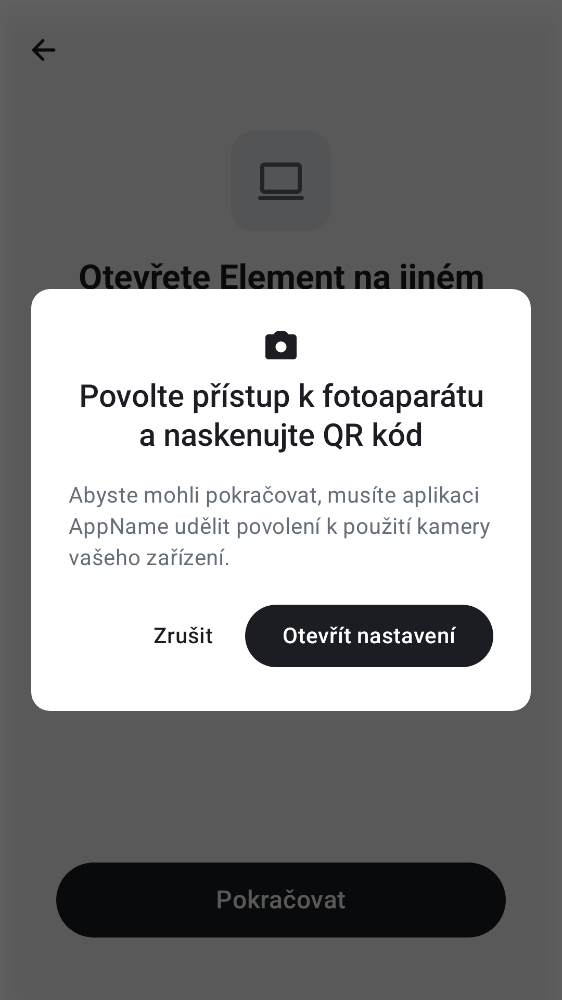 Otevřete Element na jiném
Povolte přístup k fotoaparátu
a naskenujte QR kód
Abyste mohli pokračovat, musíte aplikaci
AppName udělit povolení k použití kamery
vašeho zařízení.
Zrušit
Otevřít nastavení
Pokračovat